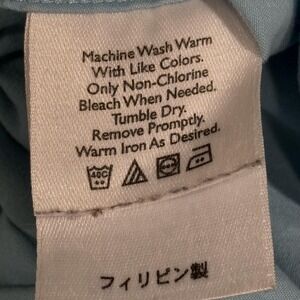 Machine Wash Warm
With Like Colors.
Only Non-Chlorine
Bleach When Needed.
Tumble Dry.
Remove Promptly.
Warm Iron As Desired.
40C
フィリピン製